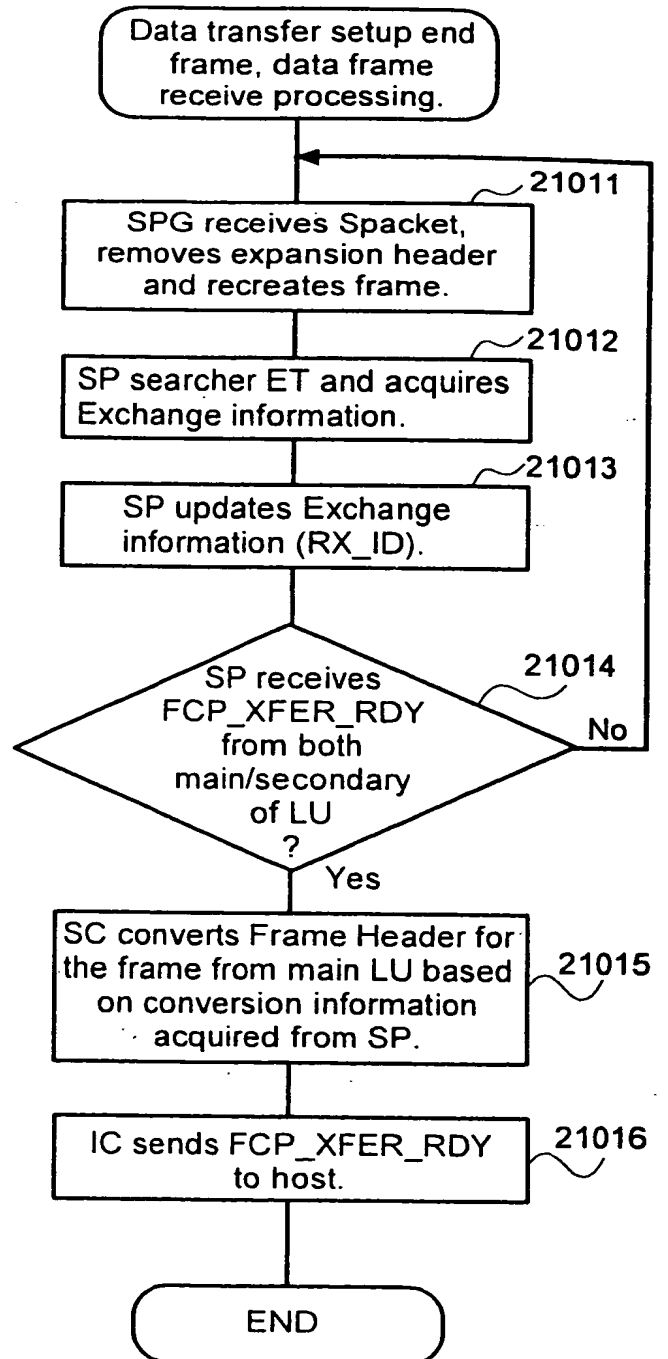 Data transfer setup end
frame, data frame
receive processing.
21011
SPG receives Spacket,
removes expansion header
and recreates frame.
21012
SP searcher ET and acquires
Exchange information.
21013
SP updates Exchange
information (RX_ID).
21014
SP receives
FCP_XFER_RDY
from both
main/secondary
of LU
?
No
Yes
SC converts Frame Header for
the frame from main LU based
on conversion information
acquired from SP.
21015
IC sends FCP_XFER_RDY
to host.
21016
END